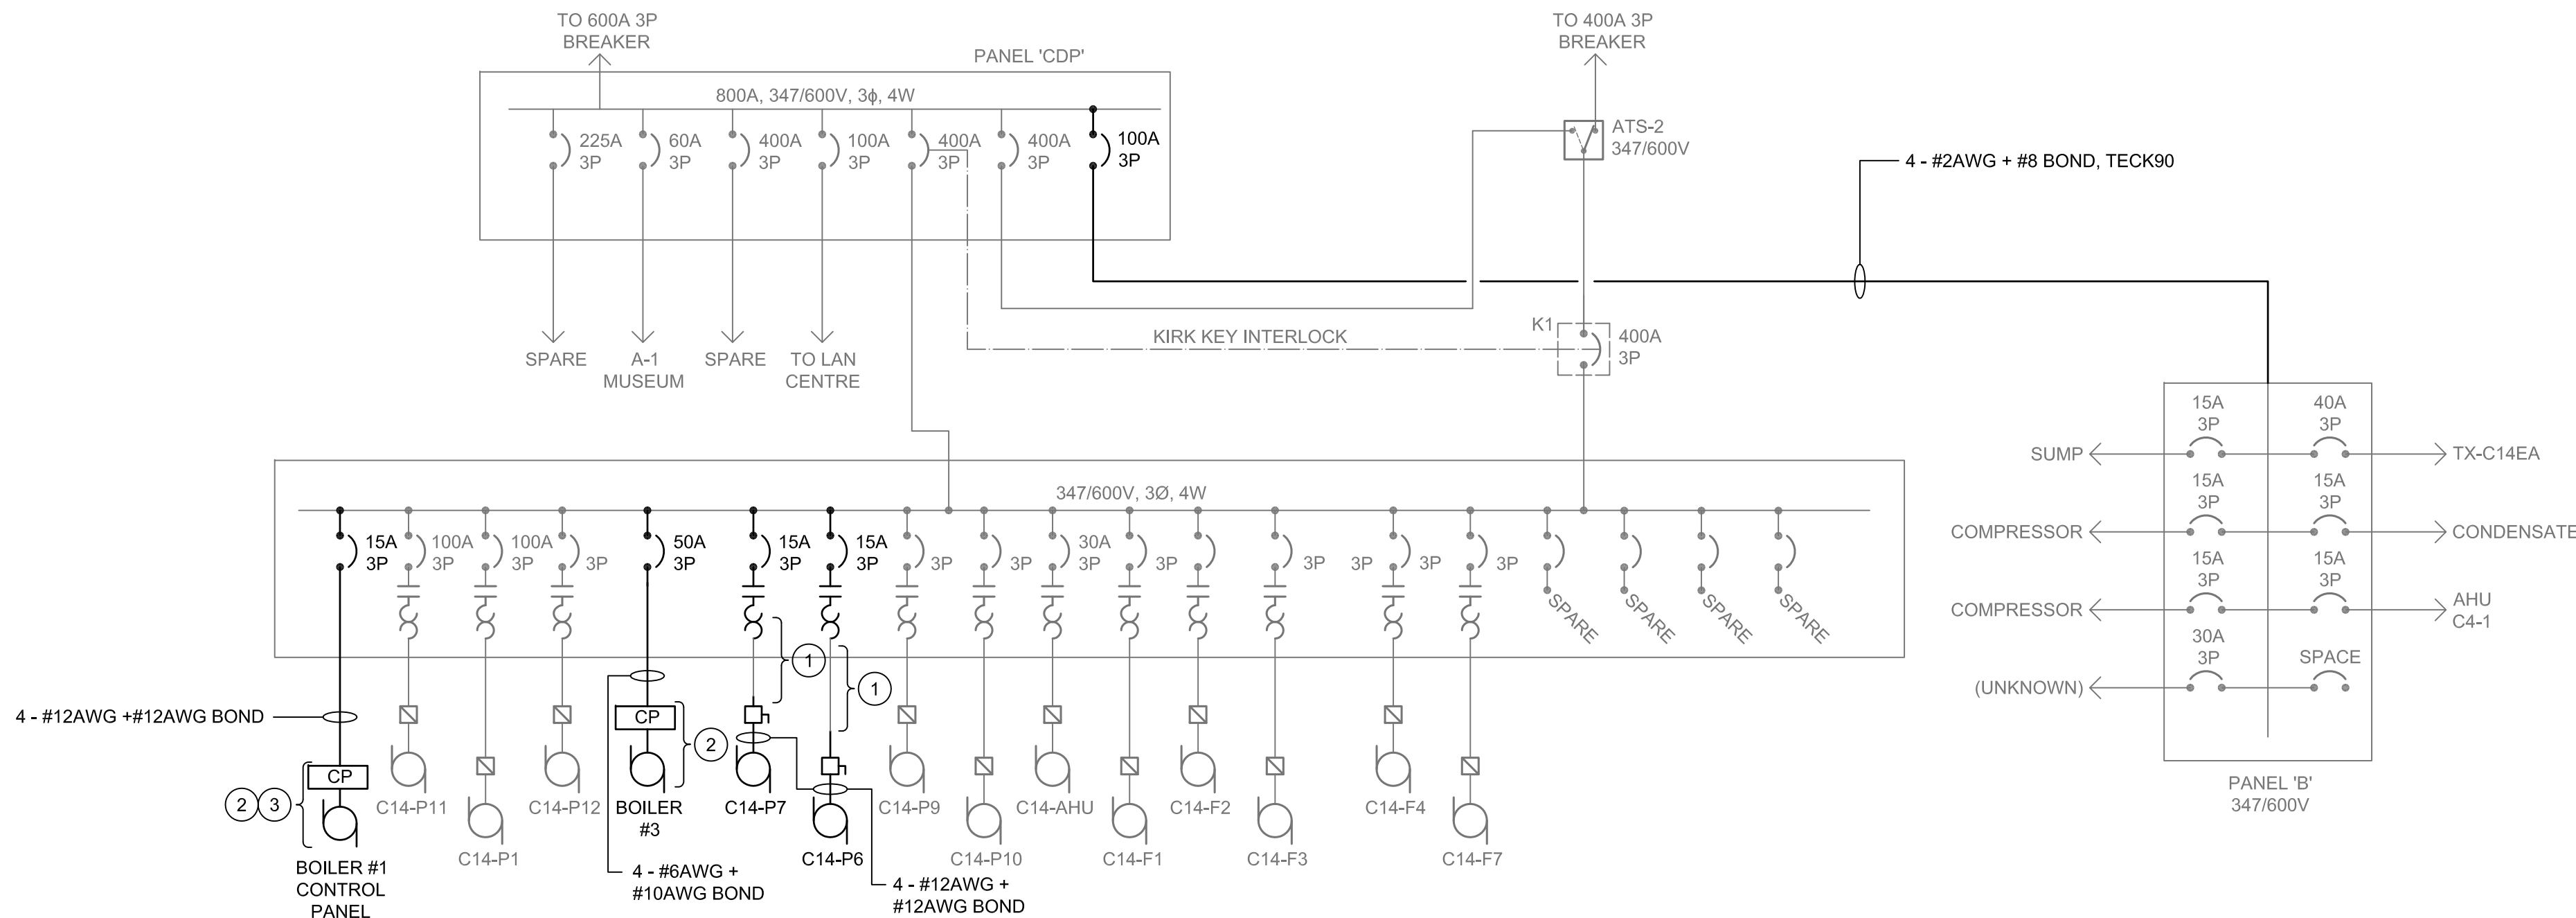 TO 600A 3P
BREAKER
TO 400A 3P
BREAKER
PANEL 'CDP'
800A, 347/600V, 3ϕ, 4W
225A
3P
60A
3P
400A
3P
100A
3P
400A
3P
400A
3P
100A
3P
ATS-2
347/600V
4 - #2AWG + #8 BOND, TECK90
SPARE
A-1
MUSEUM
SPARE
TO LAN
CENTRE
KIRK KEY INTERLOCK
K1
400A
3P
347/600V, 3Ø, 4W
15A
3P
100A
3P
100A
3P
3P
50A
3P
15A
3P
15A
3P
3P
3P
30A
3P
3P
3P
3P
3P
3P
SPARE
SPARE
SPARE
SPARE
1
1
2
2
3
4 - #12AWG +#12AWG BOND
CP
CP
BOILER #1
CONTROL
PANEL
C14-P11
C14-P1
C14-P12
BOILER
#3
C14-P7
C14-P6
C14-P9
C14-P10
C14-AHU
C14-F1
C14-F2
C14-F3
C14-F4
C14-F7
4 - #6AWG +
#10AWG BOND
4 - #12AWG +
#12AWG BOND
15A
3P
40A
3P
SUMP
TX-C14EA
15A
3P
15A
3P
COMPRESSOR
CONDENSATE
15A
3P
15A
3P
COMPRESSOR
AHU
C4-1
30A
3P
SPACE
(UNKNOWN)
PANEL 'B'
347/600V